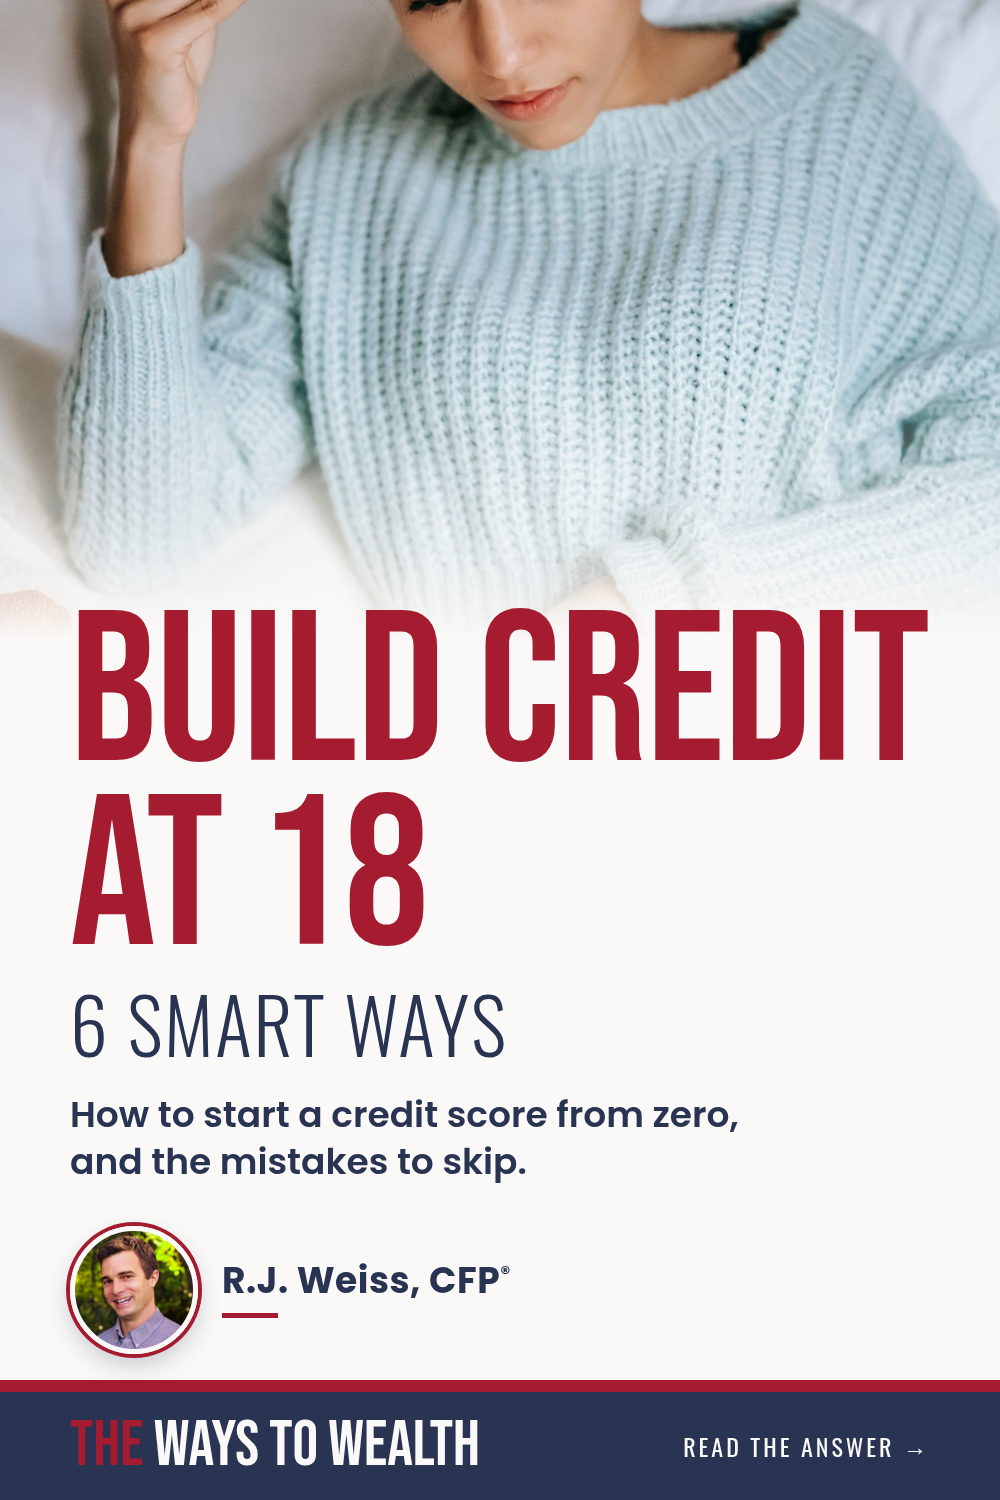 BUILD CREDIT
AT 18
6 SMART WAYS
How to start a credit score from zero,
and the mistakes to skip.
R.J. Weiss, CFP®
THE WAYS TO WEALTH
READ THE ANSWER →